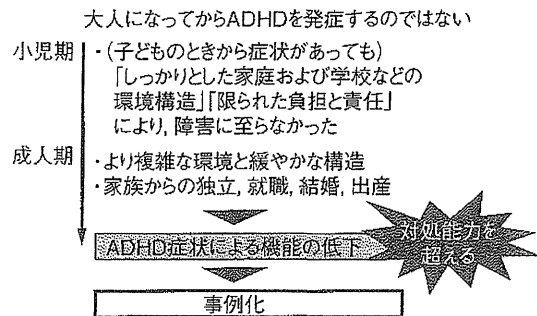 大人になってからADHDを発症するのではない
小児期
・(子どものときから症状があっても)
「しっかりとした家庭および学校などの
環境構造」「限られた負担と責任」
により, 障害に至らなかった
成人期
・より複雑な環境と緩やかな構造
・家族からの独立, 就職, 結婚, 出産
ADHD症状による機能の低下
対処能力を
超える
事例化